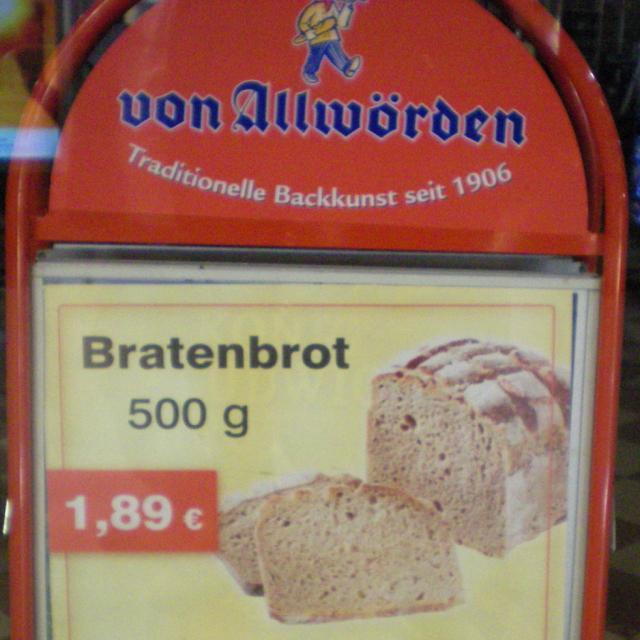 von Allwörden
Traditionelle Backkunst seit 1906
Bratenbrot
500 g
1,89 €